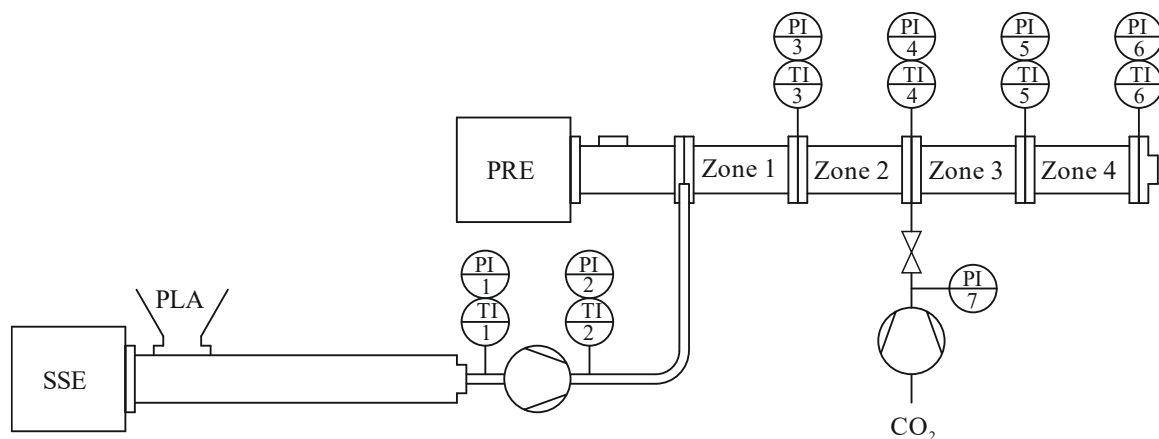 PI PI PI PI
3 4 5 6
TI TI TI TI
3 4 5 6
PRE Zone 1 Zone 2 Zone 3 Zone 4
PI PI
1 2
TI TI
1 2
PI
7
PLA
SSE
CO₂